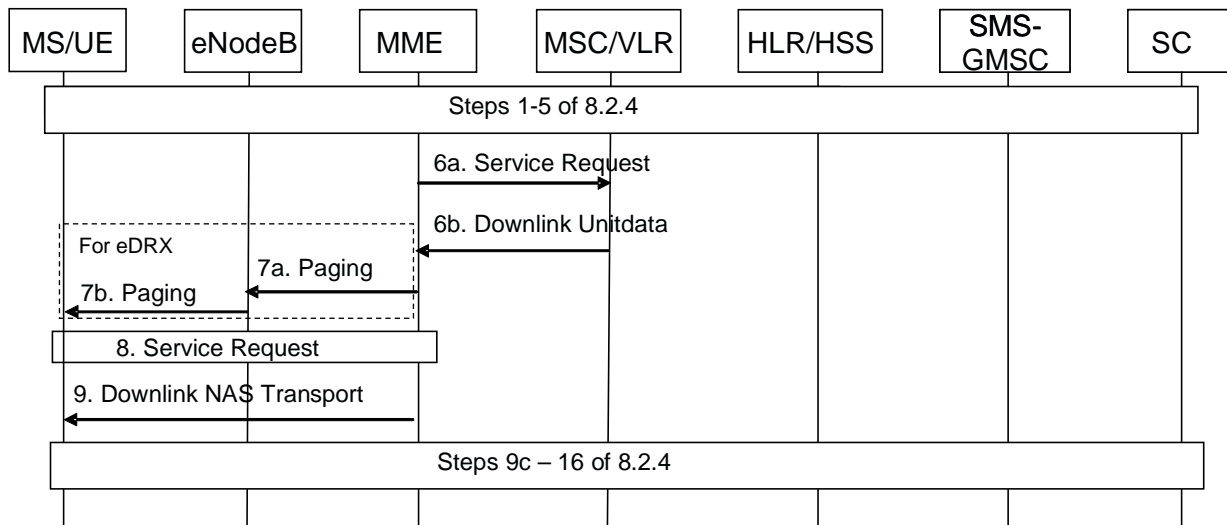 MS/UE
eNodeB
MME
MSC/VLR
HLR/HSS
SMS-
GMSC
SC
Steps 1-5 of 8.2.4
6a. Service Request
6b. Downlink Unitdata
For eDRX
7a. Paging
7b. Paging
8. Service Request
9. Downlink NAS Transport
Steps 9c – 16 of 8.2.4